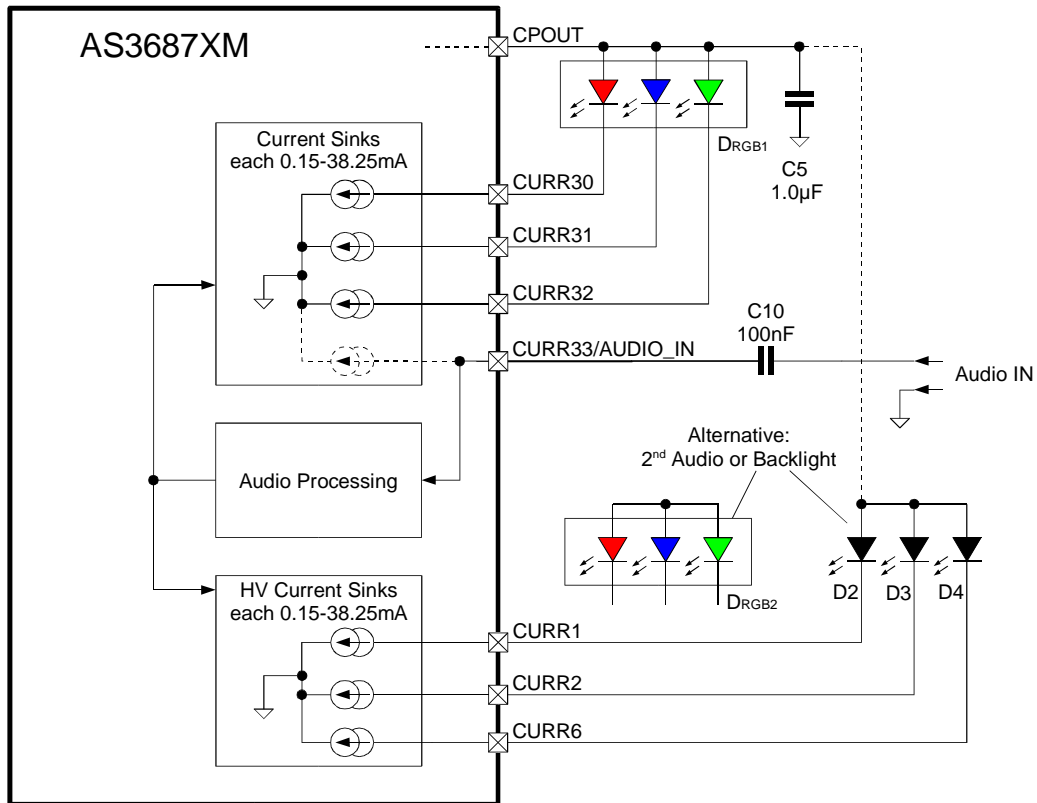 AS3687XM
CPOUT
Current Sinks
each 0.15-38.25mA
DRGB1
C5
1.0µF
CURR30
CURR31
CURR32
C10
100nF
CURR33/AUDIO_IN
Audio IN
Alternative:
2nd Audio or Backlight
Audio Processing
DRGB2
D2
D3
D4
HV Current Sinks
each 0.15-38.25mA
CURR1
CURR2
CURR6